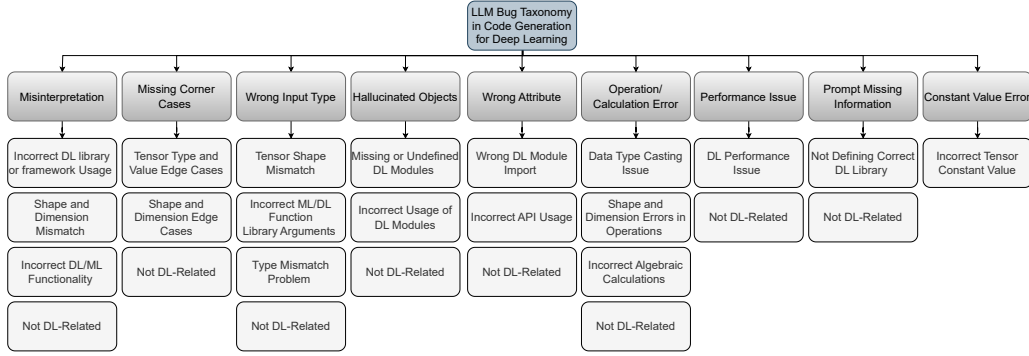 LLM Bug Taxonomy
in Code Generation
for Deep Learning
Misinterpretation
Missing Corner
Cases
Wrong Input Type
Hallucinated Objects
Wrong Attribute
Operation/
Calculation Error
Performance Issue
Prompt Missing
Information
Constant Value Error
Incorrect DL library
or framework Usage
Shape and
Dimension
Mismatch
Incorrect DL/ML
Functionality
Not DL-Related
Tensor Type and
Value Edge Cases
Shape and
Dimension Edge
Cases
Not DL-Related
Tensor Shape
Mismatch
Incorrect ML/DL
Function
Library Arguments
Type Mismatch
Problem
Not DL-Related
Missing or Undefined
DL Modules
Incorrect Usage of
DL Modules
Not DL-Related
Wrong DL Module
Import
Incorrect API Usage
Not DL-Related
Data Type Casting
Issue
Shape and
Dimension Errors in
Operations
Incorrect Algebraic
Calculations
Not DL-Related
DL Performance
Issue
Not DL-Related
Not Defining Correct
DL Library
Not DL-Related
Incorrect Tensor
Constant Value